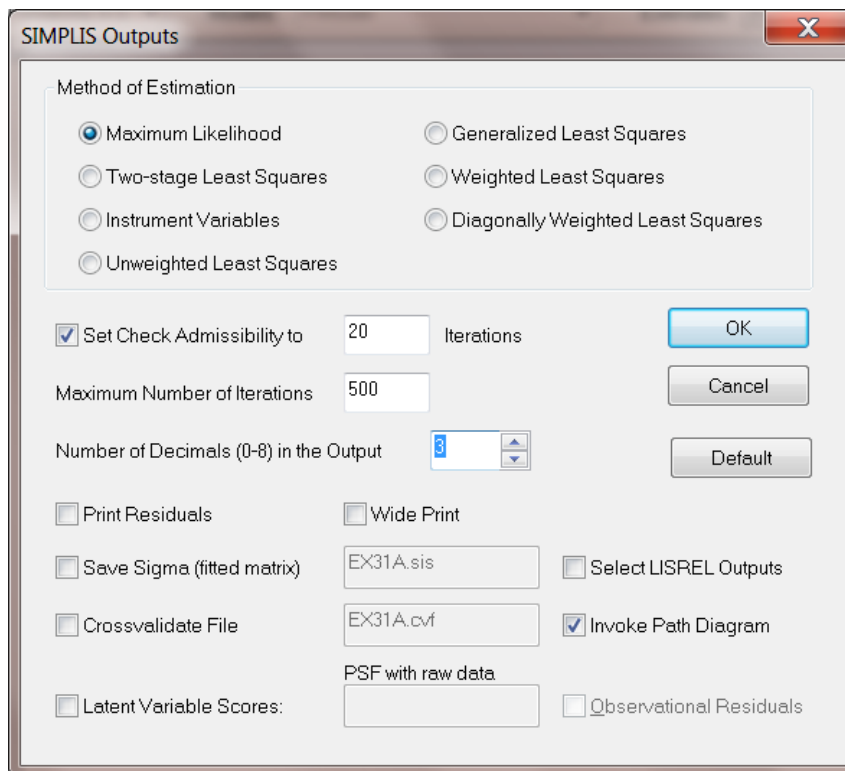 SIMPLIS Outputs
Method of Estimation
Maximum Likelihood
Generalized Least Squares
Two-stage Least Squares
Weighted Least Squares
Instrument Variables
Diagonally Weighted Least Squares
Unweighted Least Squares
Set Check Admissibility to 20 Iterations
OK
Maximum Number of Iterations 500
Cancel
Number of Decimals (0-8) in the Output 3
Default
Print Residuals
Wide Print
Save Sigma (fitted matrix) EX31A.sis
Select LISREL Outputs
Crossvalidate File EX31A.cvf
Invoke Path Diagram
PSF with raw data
Latent Variable Scores:
Observational Residuals